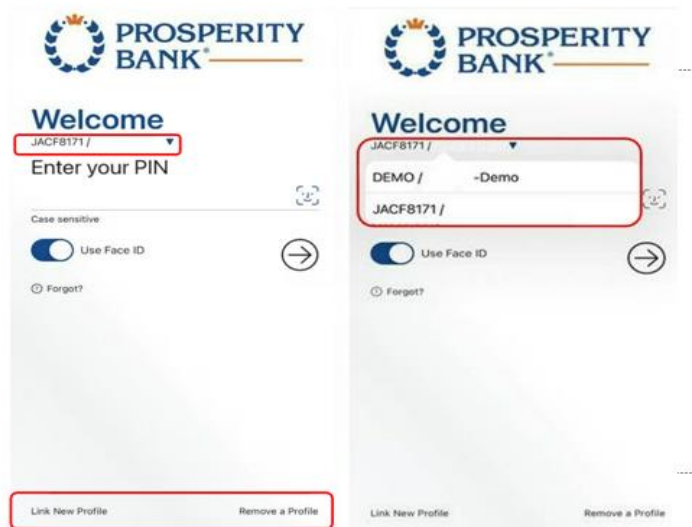 PROSPERITY
BANK®
Welcome
JACF8171 /
Enter your PIN
Case sensitive
Use Face ID
Forgot?
Link New Profile
Remove a Profile
PROSPERITY
BANK®
Welcome
JACF8171 /
DEMO / -Demo
JACF8171 /
Use Face ID
Forgot?
Link New Profile
Remove a Profile